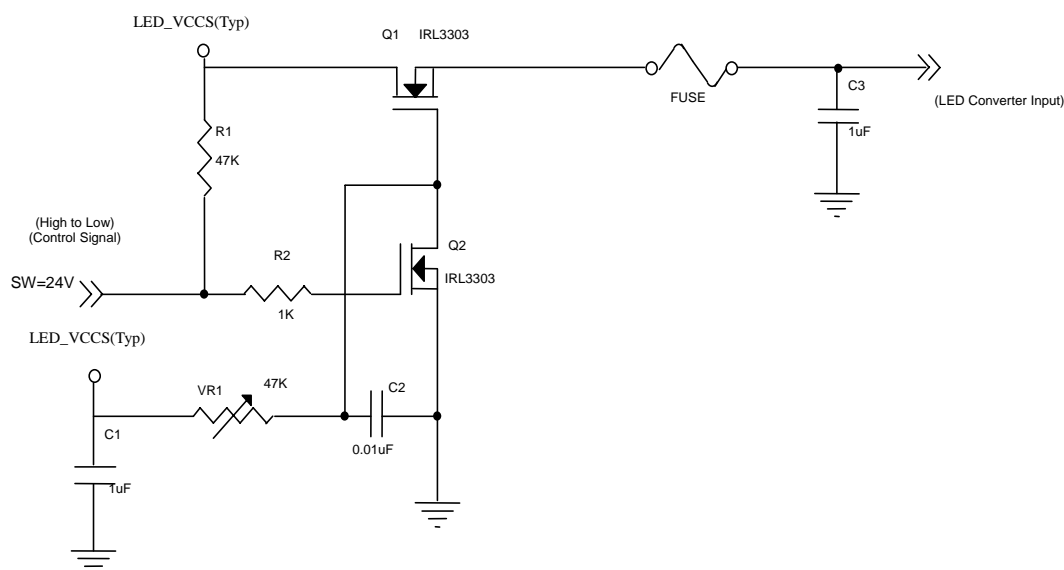 LED_VCCS(Typ)
Q1 IRL3303
FUSE
C3
1uF
(LED Converter Input)
R1
47K
(High to Low)
(Control Signal)
SW=24V
R2
1K
Q2
IRL3303
LED_VCCS(Typ)
VR1
47K
C2
0.01uF
C1
1uF